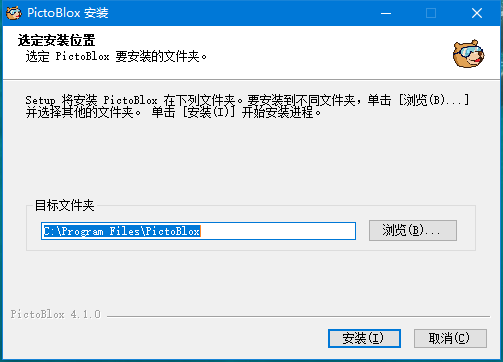 PictoBlox 安装
选定安装位置
选定 PictoBlox 要安装的文件夹。
Setup 将安装 PictoBlox 在下列文件夹。要安装到不同文件夹，单击 [浏览(B)...]
并选择其他的文件夹。 单击 [安装(I)] 开始安装进程。
目标文件夹
C:\Program Files\PictoBlox
浏览(B)...
PictoBlox 4.1.0
安装(I)
取消(C)